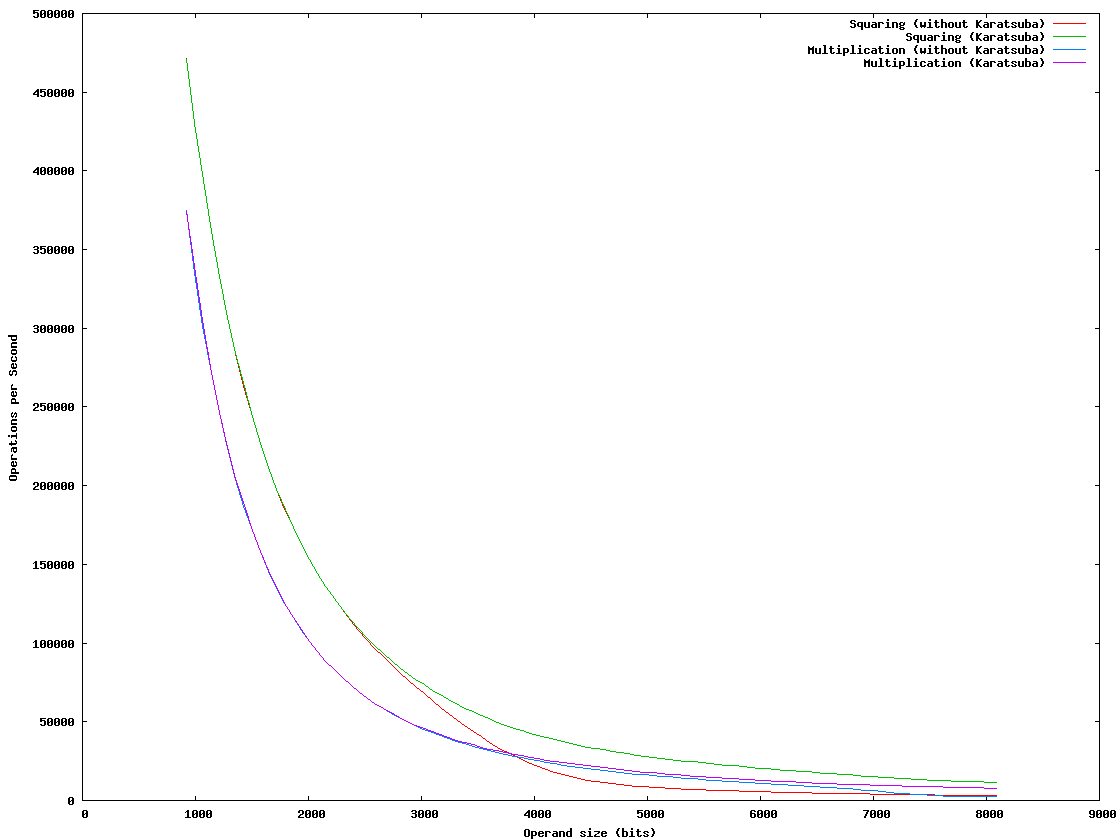 500000
450000
400000
350000
300000
250000
200000
150000
100000
50000
0
Operations per Second
Squaring (without Karatsuba)
Squaring (Karatsuba)
Multiplication (without Karatsuba)
Multiplication (Karatsuba)
0 1000 2000 3000 4000 5000 6000 7000 8000 9000
Operand size (bits)